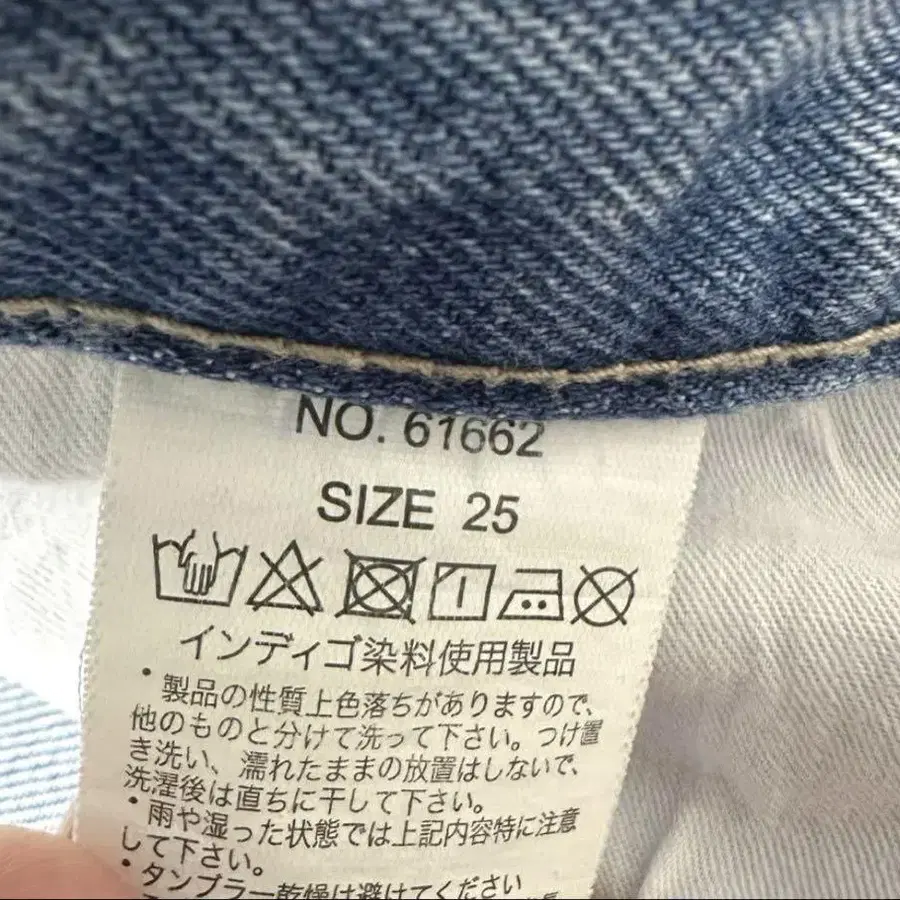 NO. 61662
SIZE 25
インディゴ染料使用製品
・製品の性質上色落ちがありますので、
他のものと分けて洗って下さい。つけ置
き洗い、濡れたままの放置はしないで、
洗濯後は直ちに干して下さい。
・雨や湿った状態では上記内容特に注意
して下さい。
・タンブラー乾燥は避けてください